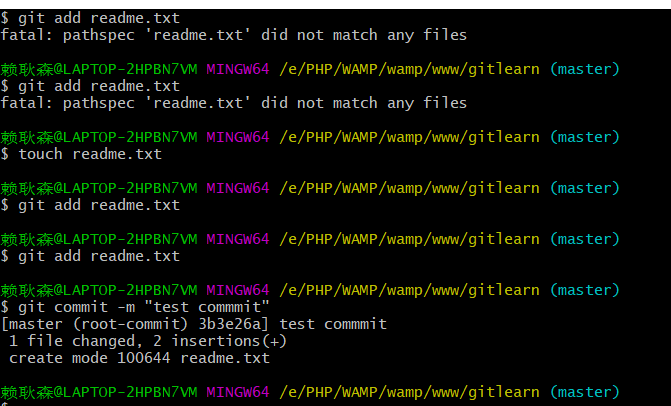 $ git add readme.txt
fatal: pathspec 'readme.txt' did not match any files
赖耿森@LAPTOP-2HPBN7VM MINGW64 /e/PHP/WAMP/wamp/www/gitlearn (master)
$ git add readme.txt
fatal: pathspec 'readme.txt' did not match any files
赖耿森@LAPTOP-2HPBN7VM MINGW64 /e/PHP/WAMP/wamp/www/gitlearn (master)
$ touch readme.txt
赖耿森@LAPTOP-2HPBN7VM MINGW64 /e/PHP/WAMP/wamp/www/gitlearn (master)
$ git add readme.txt
赖耿森@LAPTOP-2HPBN7VM MINGW64 /e/PHP/WAMP/wamp/www/gitlearn (master)
$ git add readme.txt
赖耿森@LAPTOP-2HPBN7VM MINGW64 /e/PHP/WAMP/wamp/www/gitlearn (master)
$ git commit -m "test commmit"
[master (root-commit) 3b3e26a] test commmit
 1 file changed, 2 insertions(+)
 create mode 100644 readme.txt
赖耿森@LAPTOP-2HPBN7VM MINGW64 /e/PHP/WAMP/wamp/www/gitlearn (master)